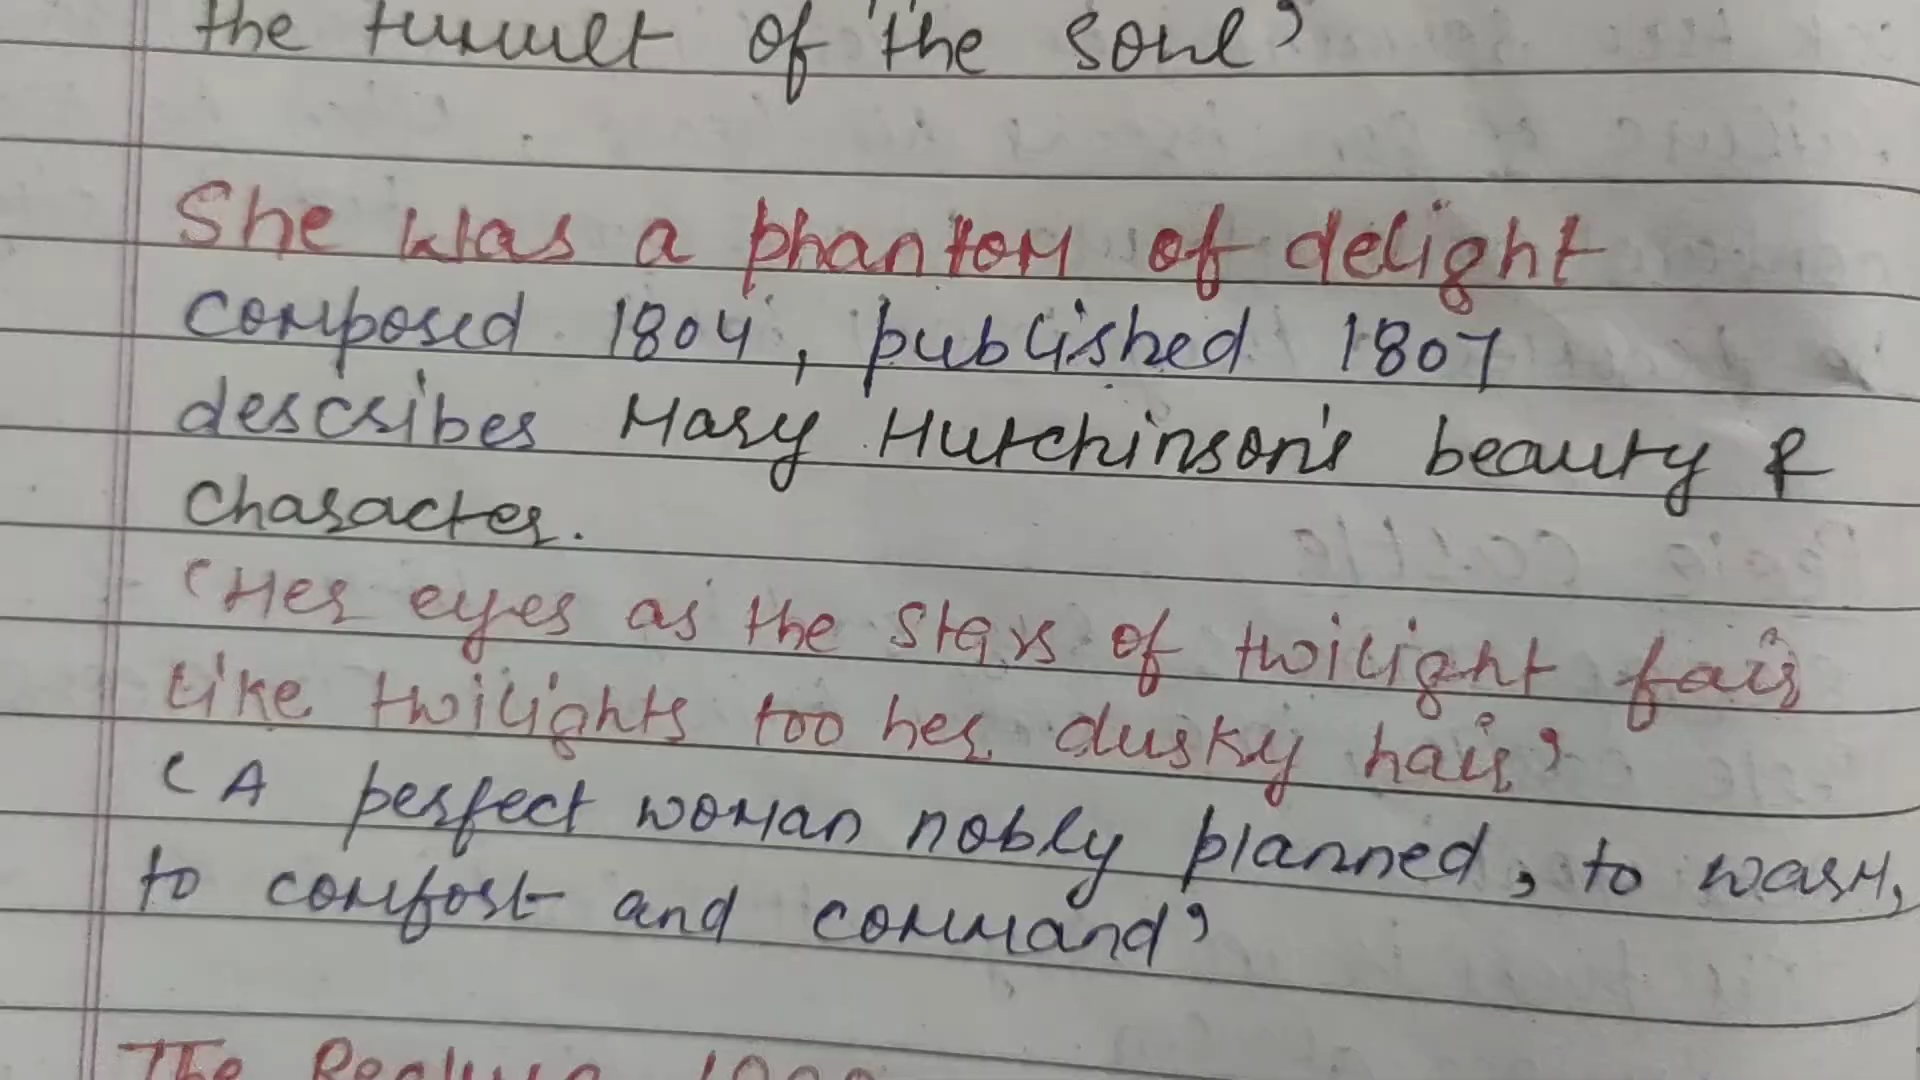 the tumult of the soul'
She was a phantom of delight
composed 1804, published 1807
describes Mary Hutchinson's beauty &
character.
'Her eyes as the stars of twilight fair
like twilights too her dusky hair'
'A perfect woman nobly planned, to warm,
to comfort and command'
The